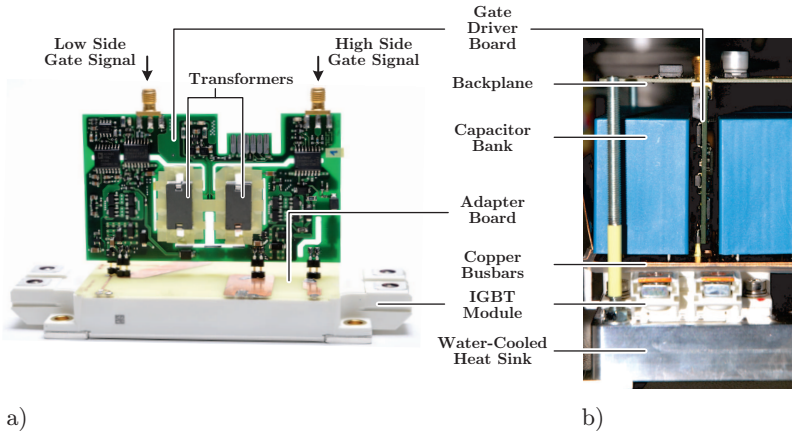 Low Side
Gate Signal
High Side
Gate Signal
Transformers
Gate
Driver
Board
Backplane
Capacitor
Bank
Adapter
Board
Copper
Busbars
IGBT
Module
Water-Cooled
Heat Sink
a)
b)